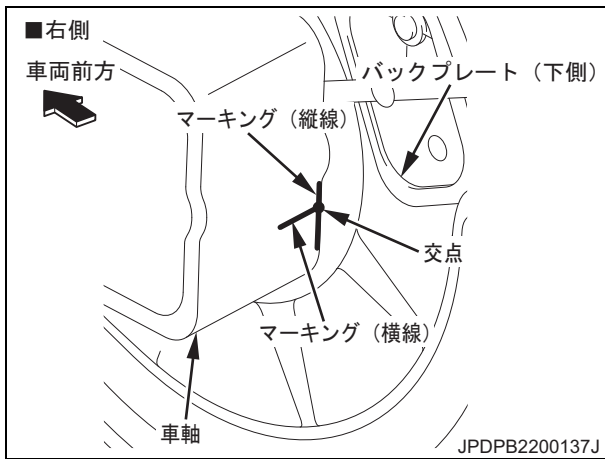 ■右側
車両前方
バックプレート（下側）
マーキング（縦線）
交点
マーキング（横線）
車軸
JPDPB2200137J